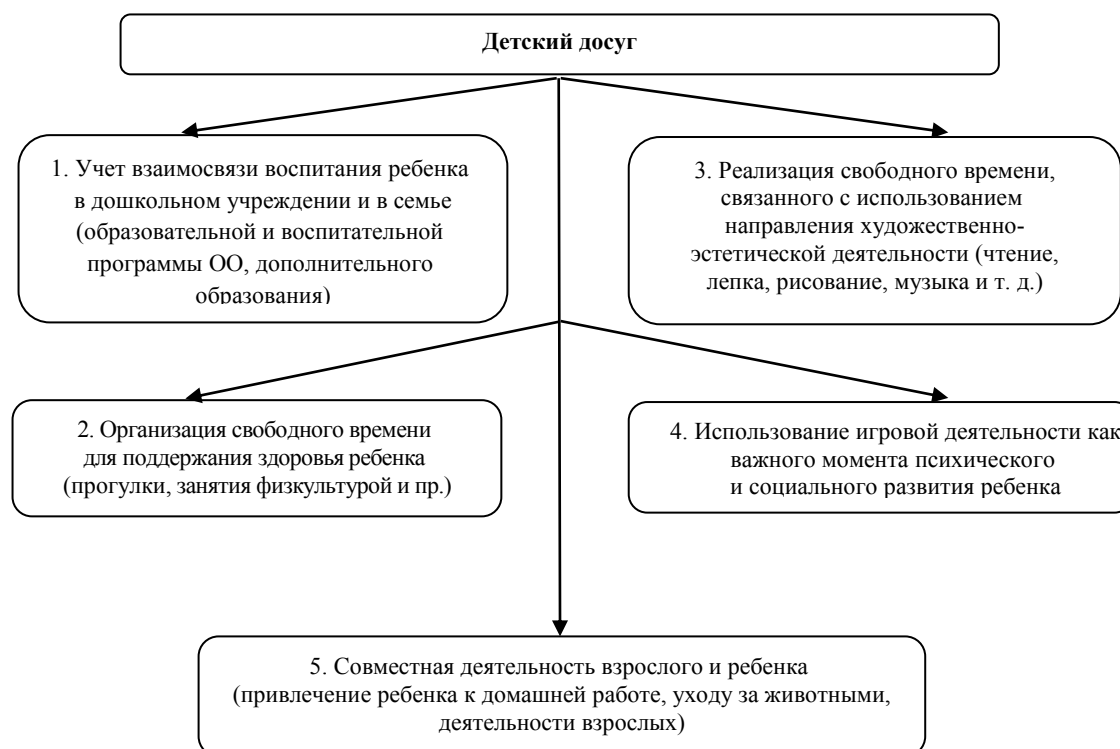 Детский досуг
1. Учет взаимосвязи воспитания ребенка
в дошкольном учреждении и в семье
(образовательной и воспитательной
программы ОО, дополнительного
образования)
3. Реализация свободного времени,
связанного с использованием
направления художественно-
эстетической деятельности (чтение,
лепка, рисование, музыка и т. д.)
2. Организация свободного времени
для поддержания здоровья ребенка
(прогулки, занятия физкультурой и пр.)
4. Использование игровой деятельности как
важного момента психического
и социального развития ребенка
5. Совместная деятельность взрослого и ребенка
(привлечение ребенка к домашней работе, уходу за животными,
деятельности взрослых)